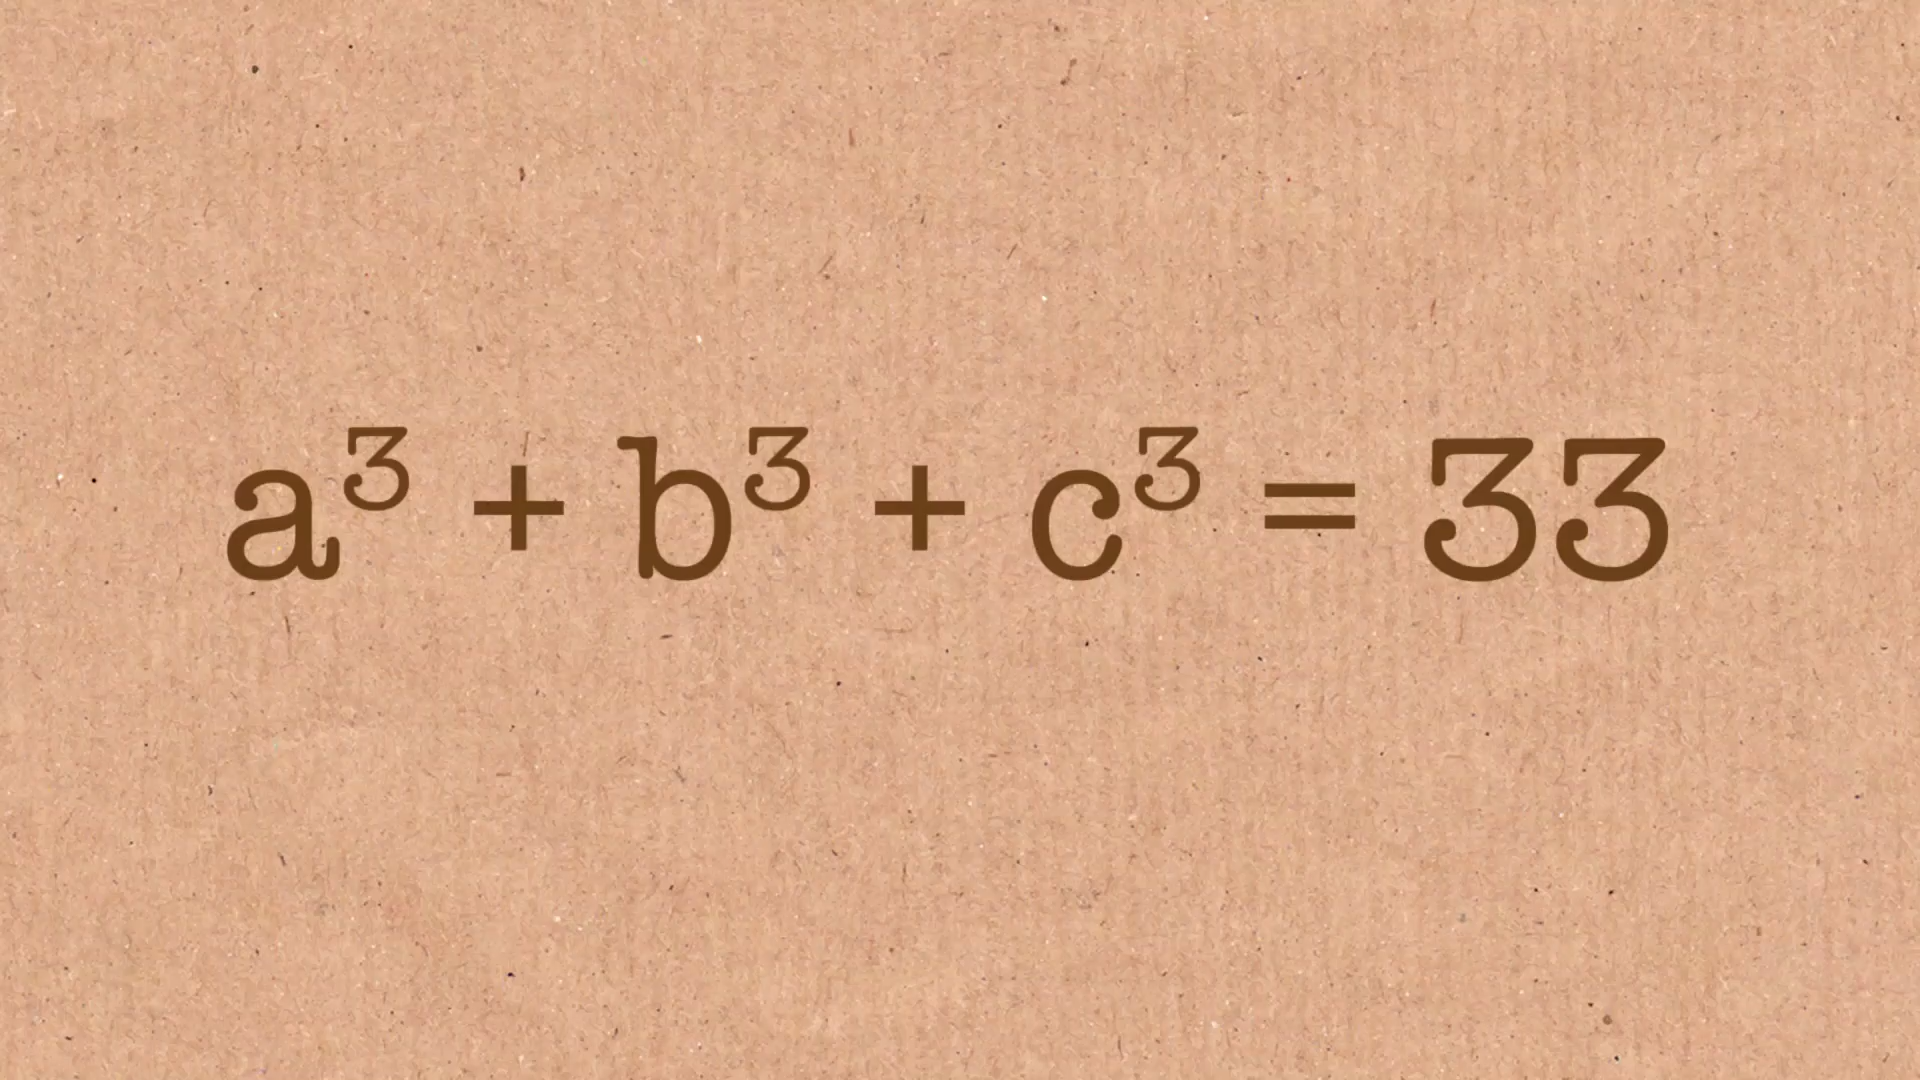 a³ + b³ + c³ = 33